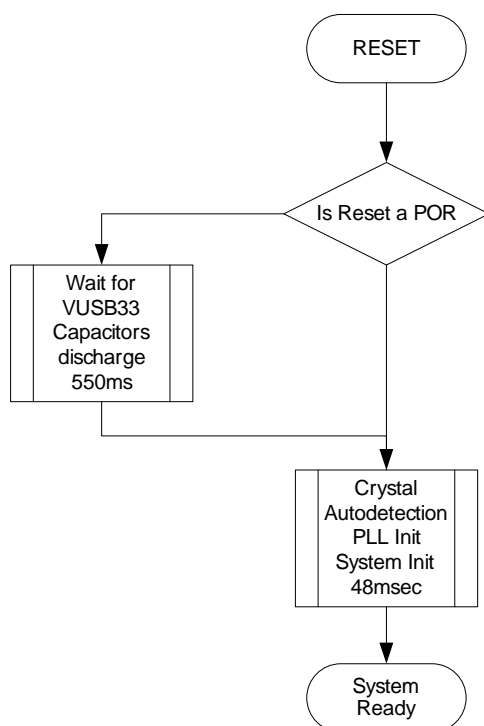 RESET
Is Reset a POR
Wait for
VUSB33
Capacitors
discharge
550ms
Crystal
Autodetection
PLL Init
System Init
48msec
System
Ready